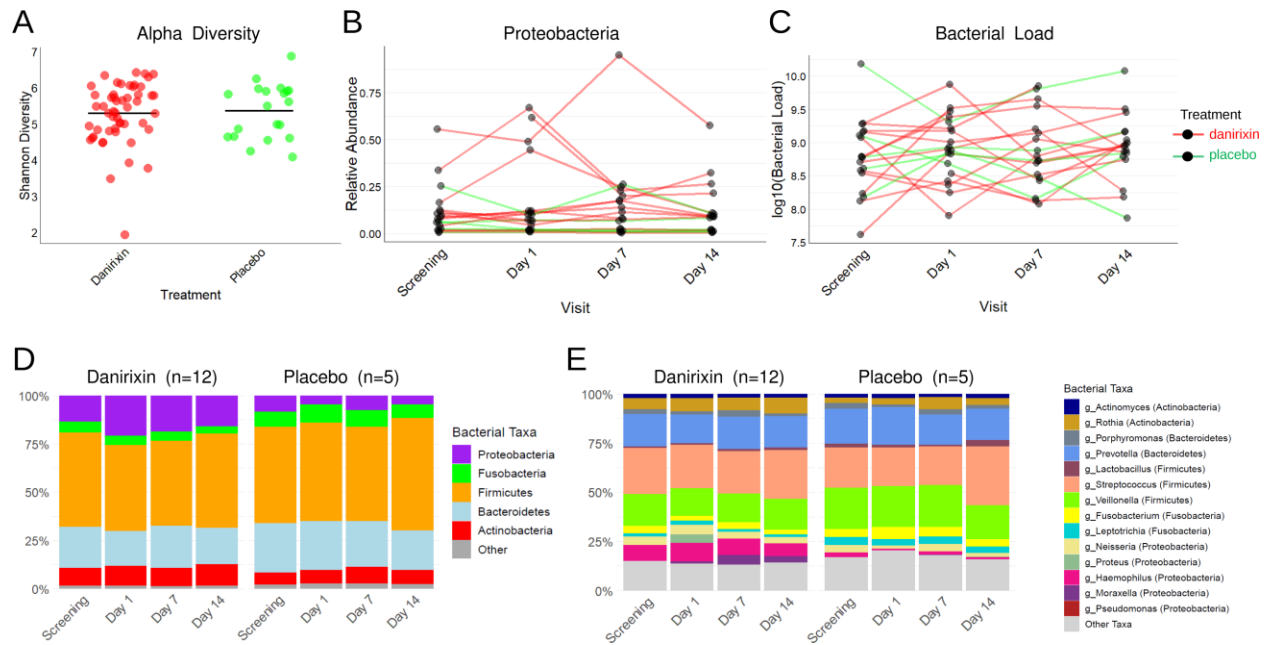 A
Alpha Diversity
Shannon Diversity
7
6
5
4
3
2
Danirixin
Placebo
Treatment
B
Proteobacteria
Relative Abundance
0.75
0.50
0.25
0.00
Screening
Day 1
Day 7
Day 14
Visit
C
Bacterial Load
log10(Bacterial Load)
10.0
9.5
9.0
8.5
8.0
7.5
Screening
Day 1
Day 7
Day 14
Visit
Treatment
danirixin
placebo
D
Danirixin (n=12)
Placebo (n=5)
100%
75%
50%
25%
0%
Screening
Day 1
Day 7
Day 14
Screening
Day 1
Day 7
Day 14
Bacterial Taxa
Proteobacteria
Fusobacteria
Firmicutes
Bacteroidetes
Actinobacteria
Other
E
Danirixin (n=12)
Placebo (n=5)
100%
75%
50%
25%
0%
Screening
Day 1
Day 7
Day 14
Screening
Day 1
Day 7
Day 14
Bacterial Taxa
g_Actinomyces (Actinobacteria)
g_Rothia (Actinobacteria)
g_Porphyromonas (Bacteroidetes)
g_Prevotella (Bacteroidetes)
g_Lactobacillus (Firmicutes)
g_Streptococcus (Firmicutes)
g_Veillonella (Firmicutes)
g_Fusobacterium (Fusobacteria)
g_Leptotrichia (Fusobacteria)
g_Neisseria (Proteobacteria)
g_Proteus (Proteobacteria)
g_Haemophilus (Proteobacteria)
g_Moraxella (Proteobacteria)
g_Pseudomonas (Proteobacteria)
Other Taxa